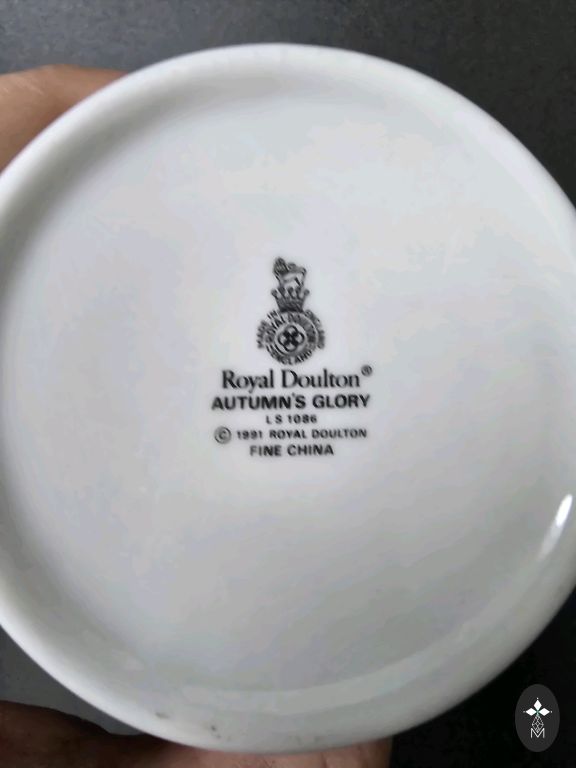 MADE IN ENGLAND
ROYAL DOULTON
ENGLAND
Royal Doulton®
AUTUMN'S GLORY
LS 1086
© 1991 ROYAL DOULTON
FINE CHINA
M